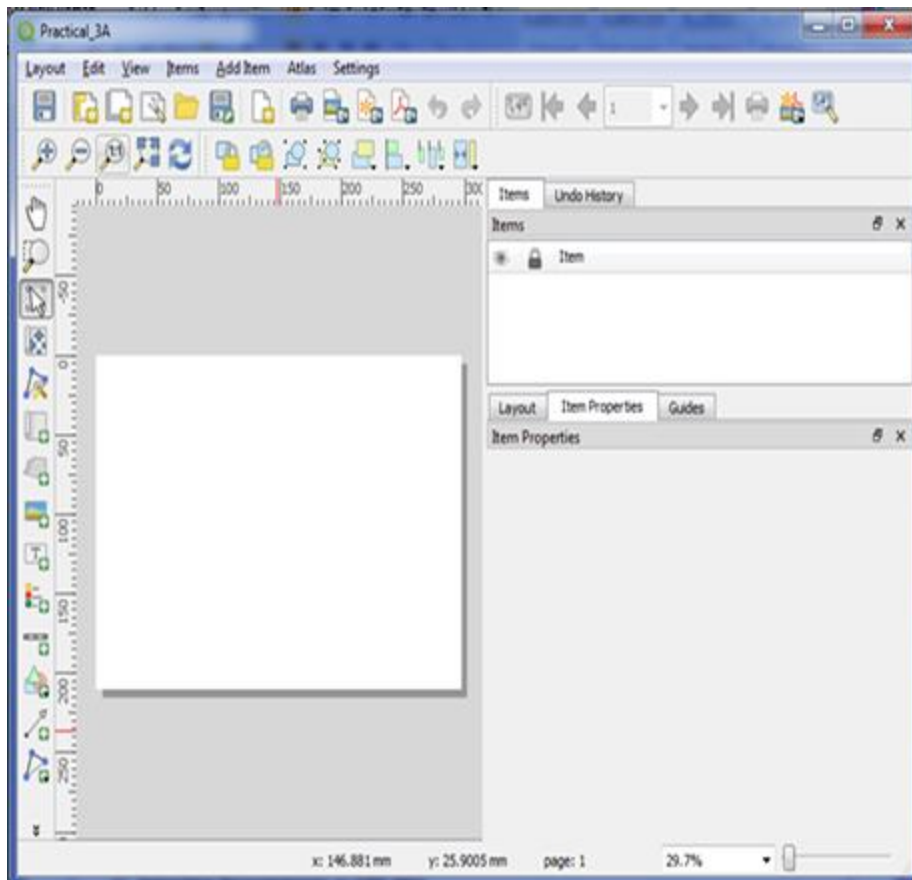 Practical_3A
Layout Edit View Items Add Item Atlas Settings
1:1
1
0 50 100 150 200 250 300
Items Undo History
Items
Item
-50
0
50
100
150
200
250
Layout Item Properties Guides
Item Properties
x: 146.881 mm y: 25.9005 mm page: 1 29.7%